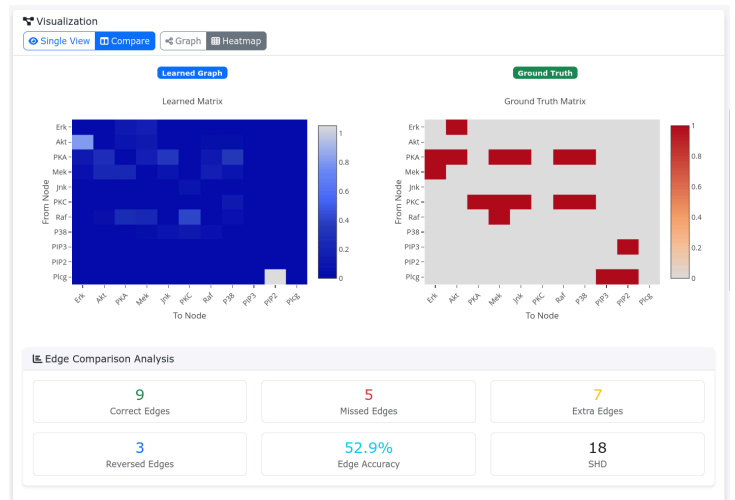 Visualization
Single View Compare Graph Heatmap
Learned Graph Ground Truth
Learned Matrix Ground Truth Matrix
From Node
Erk
Akt
PKA
Mek
Jnk
PKC
Raf
P38
PIP3
PIP2
Plcg
Erk Akt PKA Mek Jnk PKC Raf P38 PIP3 PIP2 Plcg
To Node
1
0.8
0.6
0.4
0.2
0
From Node
Erk
Akt
PKA
Mek
Jnk
PKC
Raf
P38
PIP3
PIP2
Plcg
Erk Akt PKA Mek Jnk PKC Raf P38 PIP3 PIP2 Plcg
To Node
1
0.8
0.6
0.4
0.2
0
Edge Comparison Analysis
9 5 7
Correct Edges Missed Edges Extra Edges
3 52.9% 18
Reversed Edges Edge Accuracy SHD